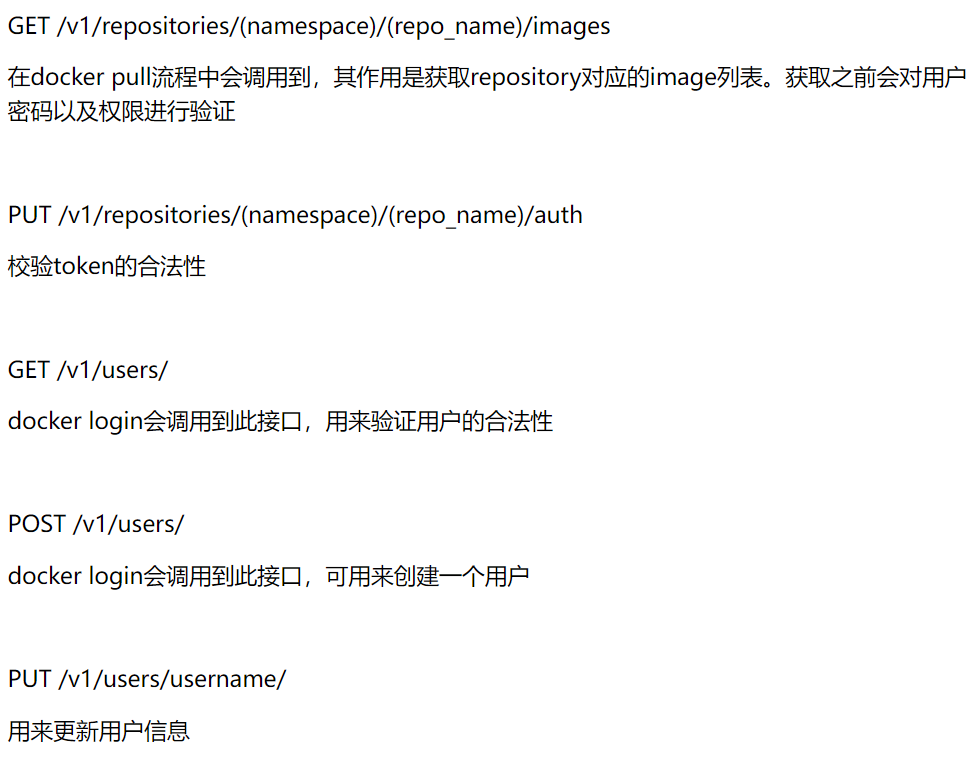 GET /v1/repositories/(namespace)/(repo_name)/images
在docker pull流程中会调用到，其作用是获取repository对应的image列表。获取之前会对用户
密码以及权限进行验证
PUT /v1/repositories/(namespace)/(repo_name)/auth
校验token的合法性
GET /v1/users/
docker login会调用到此接口，用来验证用户的合法性
POST /v1/users/
docker login会调用到此接口，可用来创建一个用户
PUT /v1/users/username/
用来更新用户信息